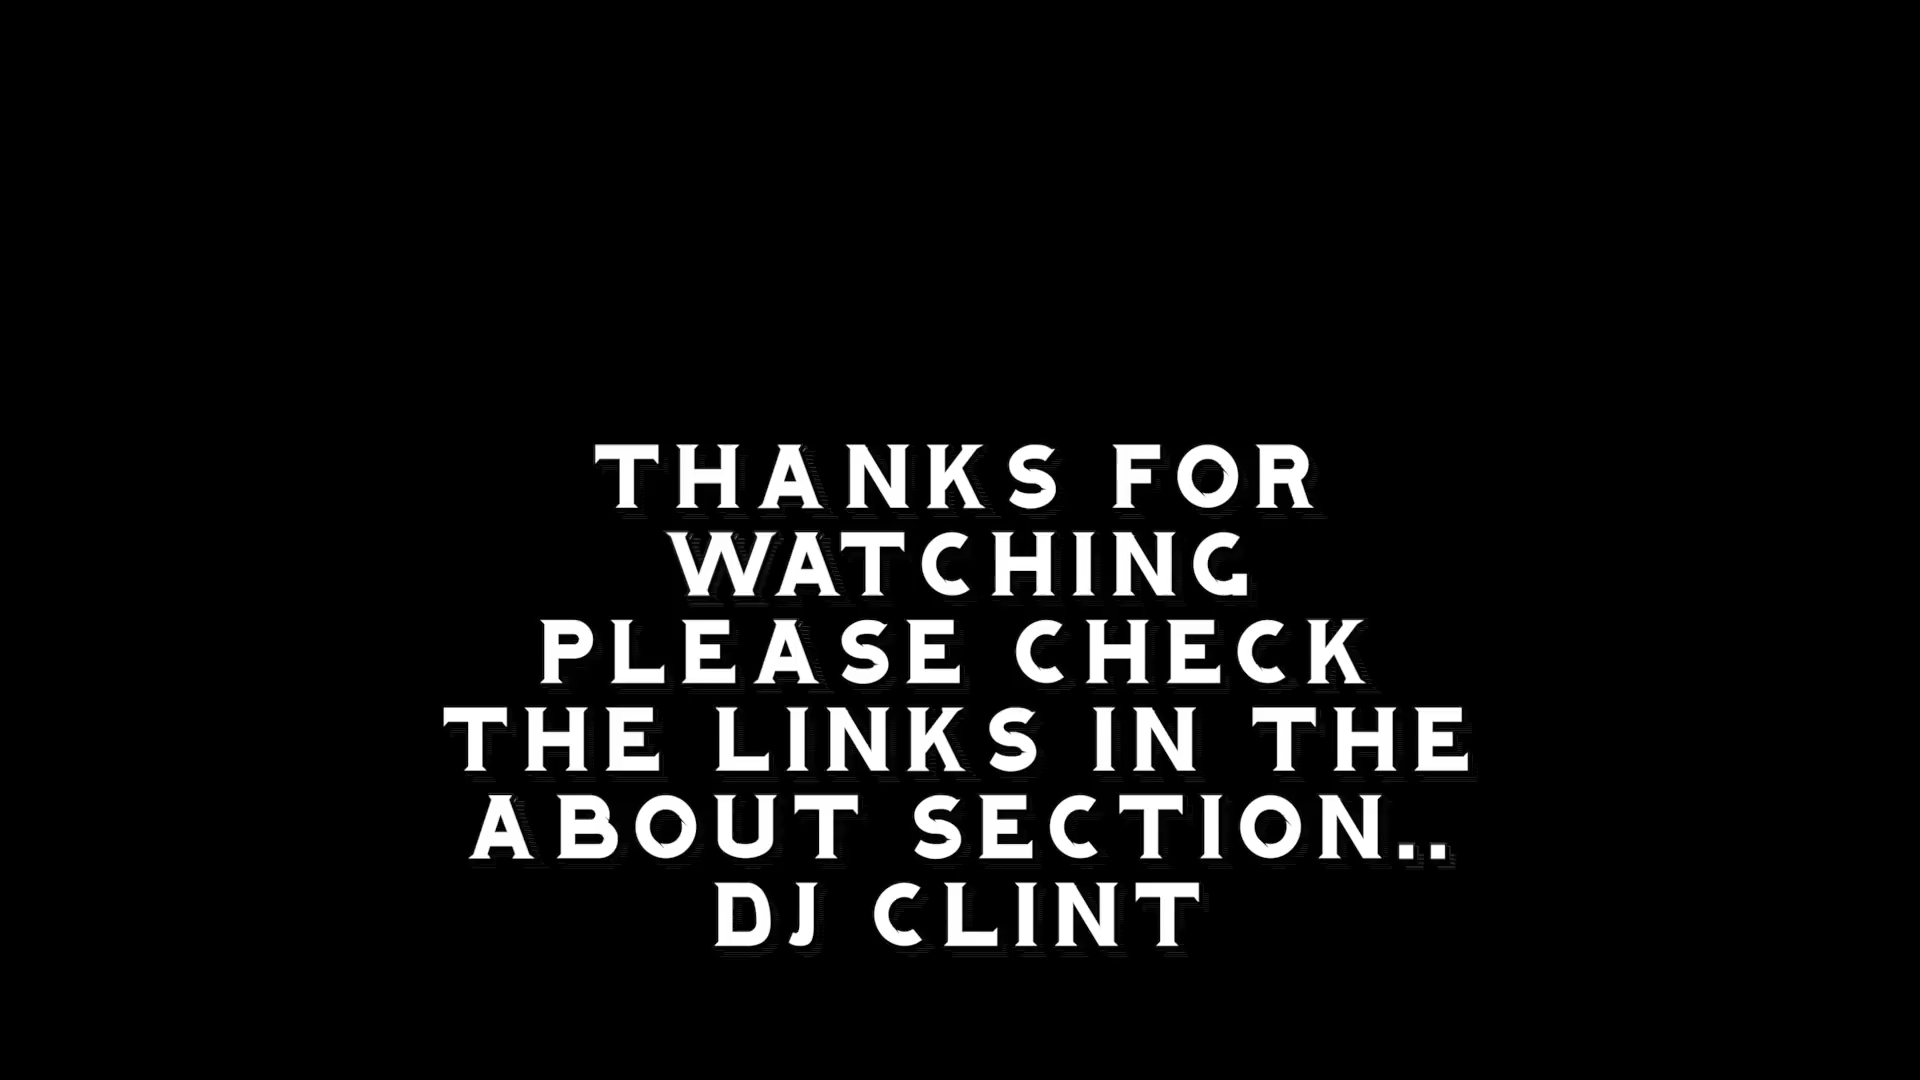 THANKS FOR
WATCHING
PLEASE CHECK
THE LINKS IN THE
ABOUT SECTION..
DJ CLINT